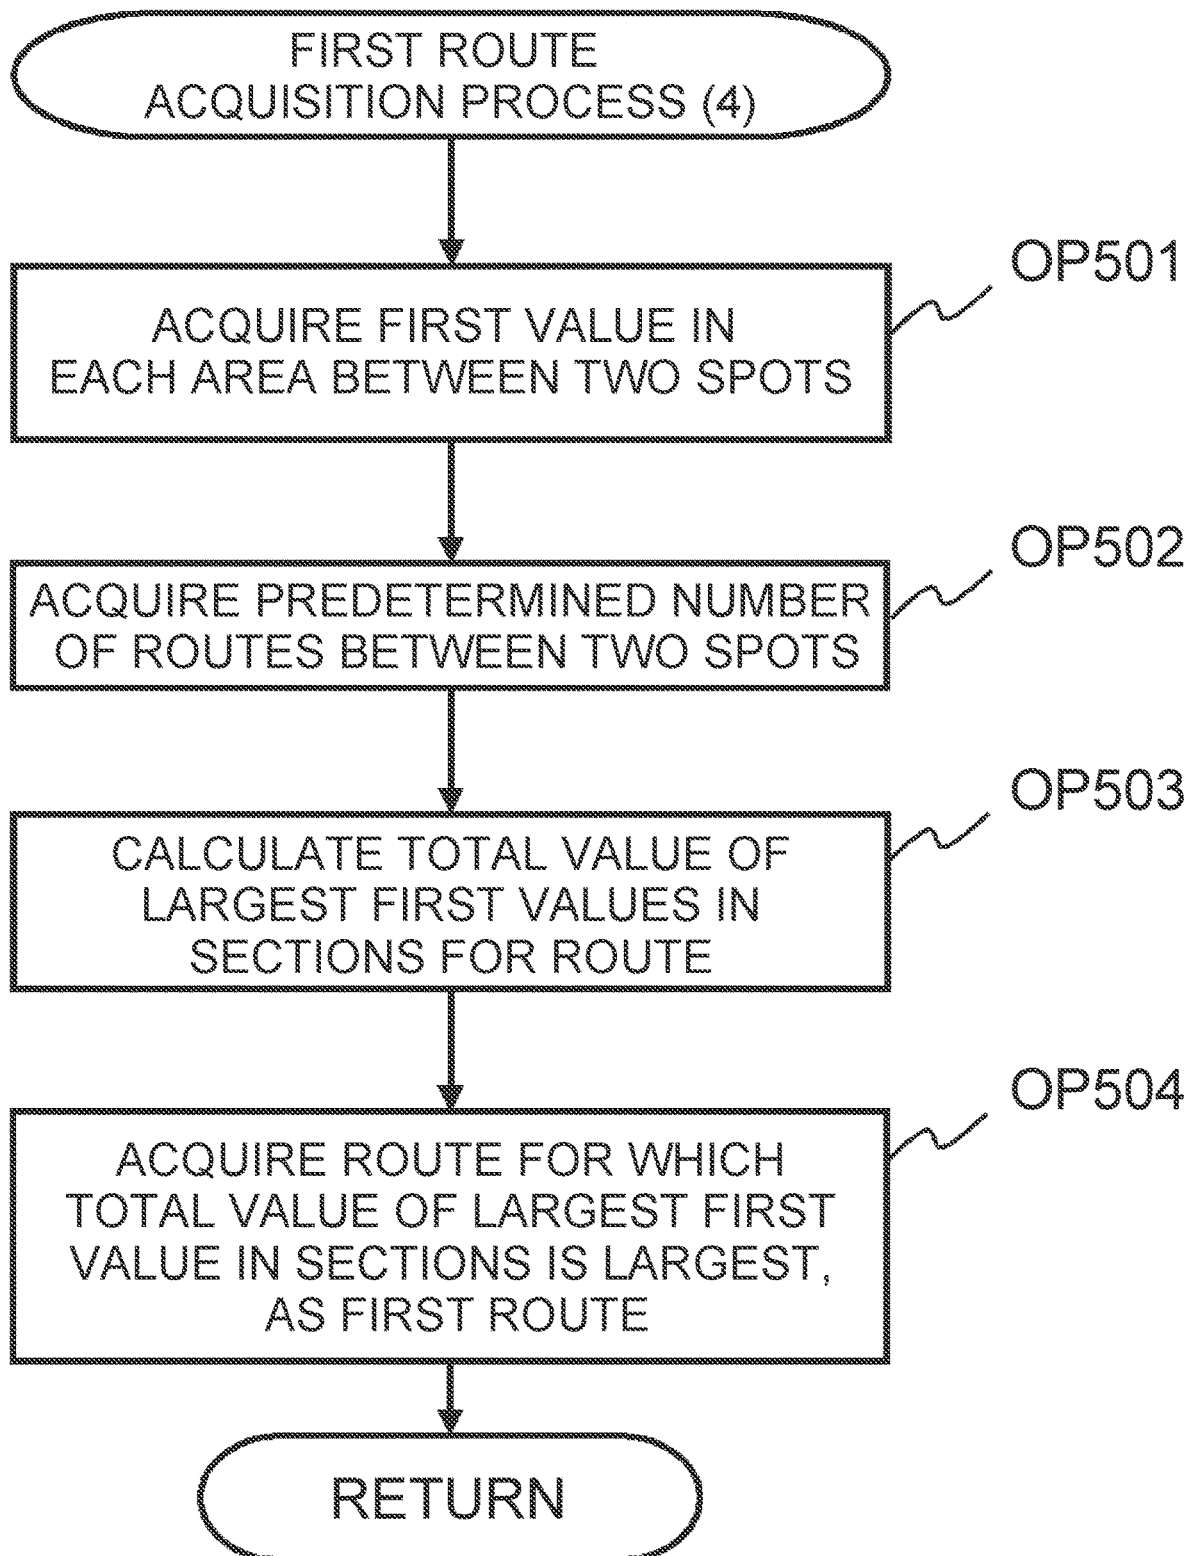 FIRST ROUTE
ACQUISITION PROCESS (4)
OP501
ACQUIRE FIRST VALUE IN
EACH AREA BETWEEN TWO SPOTS
OP502
ACQUIRE PREDETERMINED NUMBER
OF ROUTES BETWEEN TWO SPOTS
OP503
CALCULATE TOTAL VALUE OF
LARGEST FIRST VALUES IN
SECTIONS FOR ROUTE
OP504
ACQUIRE ROUTE FOR WHICH
TOTAL VALUE OF LARGEST FIRST
VALUE IN SECTIONS IS LARGEST,
AS FIRST ROUTE
RETURN